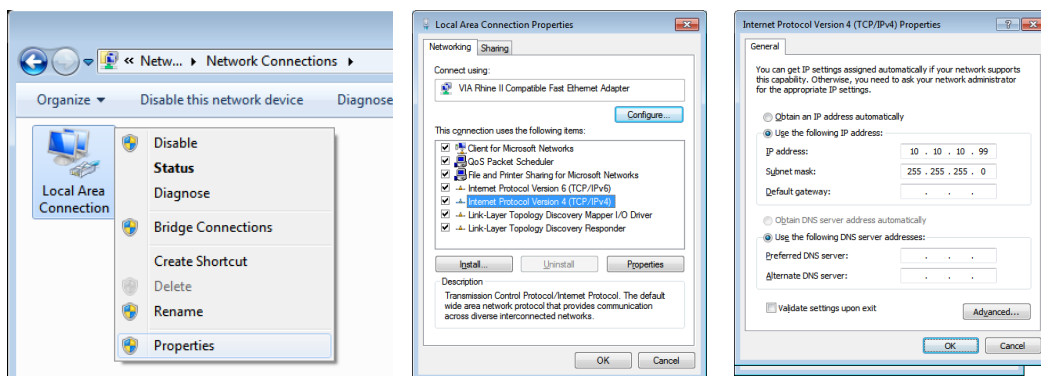 « Netw... ▸ Network Connections ▸
Organize ▾ Disable this network device Diagnose
Local Area
Connection
Disable
Status
Diagnose
Bridge Connections
Create Shortcut
Delete
Rename
Properties
Local Area Connection Properties
Networking Sharing
Connect using:
VIA Rhine II Compatible Fast Ethernet Adapter
Configure...
This connection uses the following items:
Client for Microsoft Networks
QoS Packet Scheduler
File and Printer Sharing for Microsoft Networks
Internet Protocol Version 6 (TCP/IPv6)
Internet Protocol Version 4 (TCP/IPv4)
Link-Layer Topology Discovery Mapper I/O Driver
Link-Layer Topology Discovery Responder
Install... Uninstall Properties
Description
Transmission Control Protocol/Internet Protocol. The default
wide area network protocol that provides communication
across diverse interconnected networks.
OK Cancel
Internet Protocol Version 4 (TCP/IPv4) Properties
General
You can get IP settings assigned automatically if your network supports
this capability. Otherwise, you need to ask your network administrator
for the appropriate IP settings.
Obtain an IP address automatically
Use the following IP address:
IP address: 10 . 10 . 10 . 99
Subnet mask: 255 . 255 . 255 . 0
Default gateway: . . .
Obtain DNS server address automatically
Use the following DNS server addresses:
Preferred DNS server: . . .
Alternate DNS server: . . .
Validate settings upon exit
Advanced...
OK Cancel